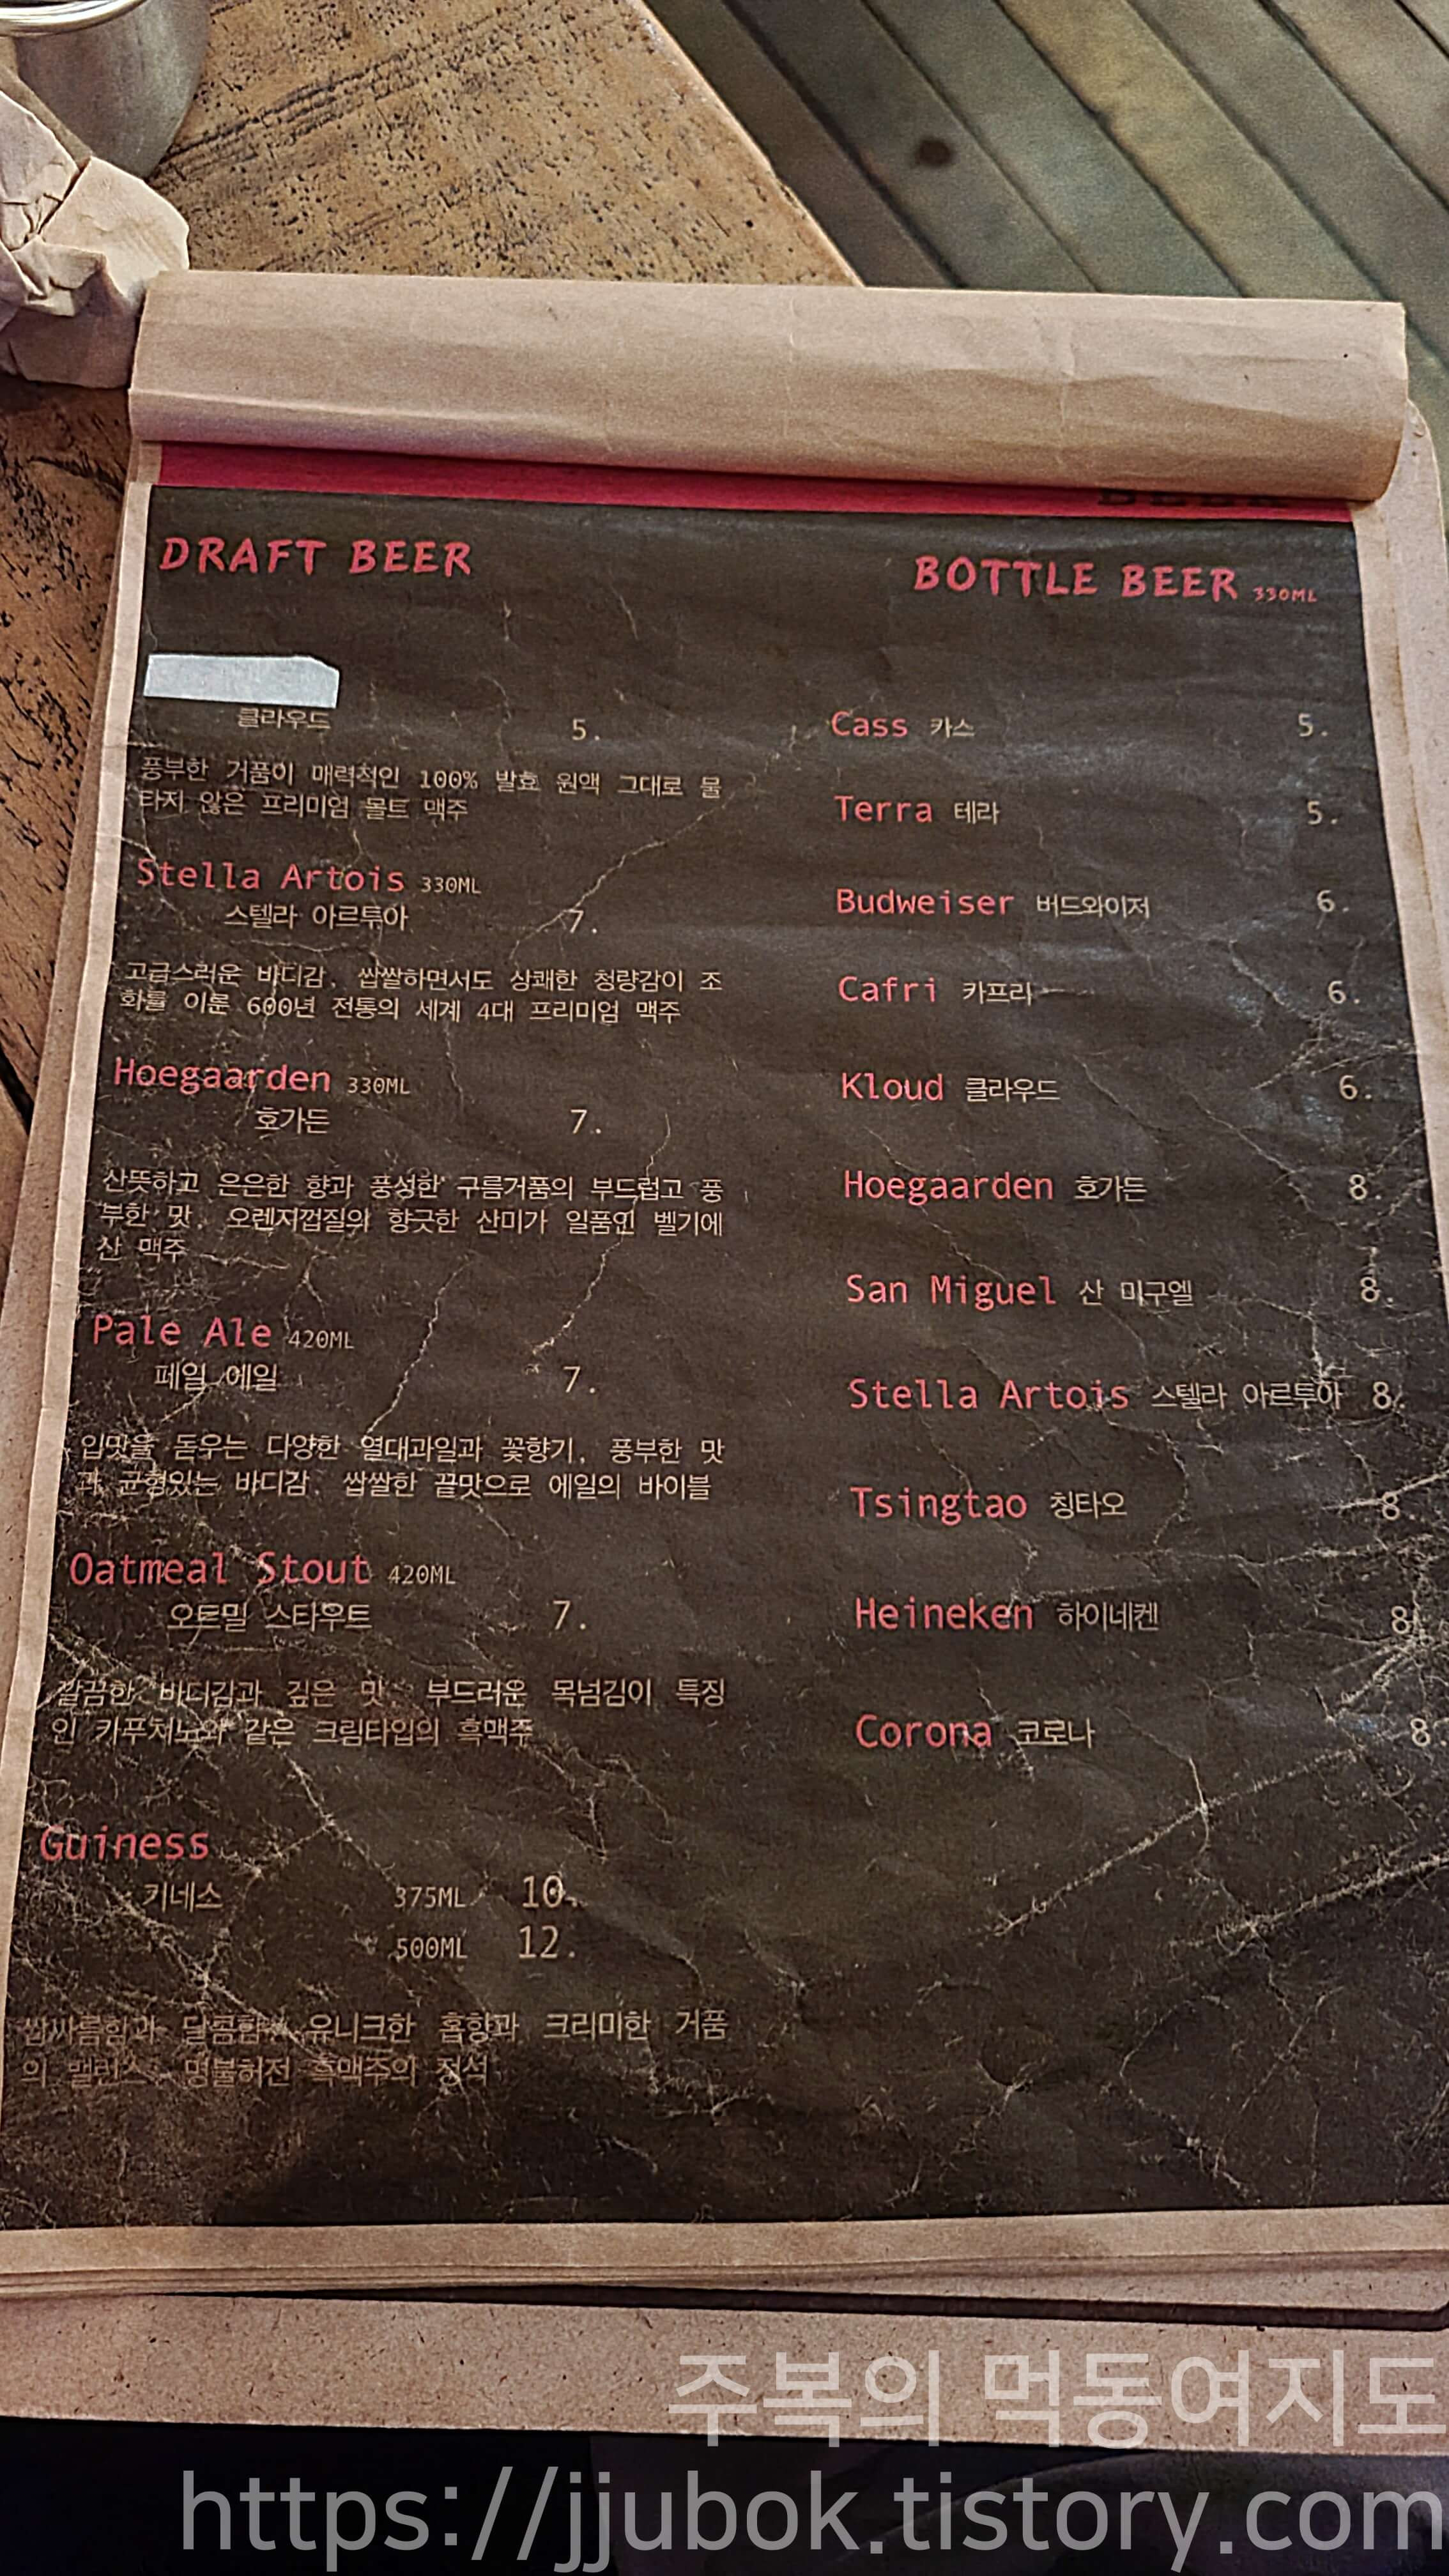 DRAFT BEER
클라우드 5.
풍부한 거품이 매력적인 100% 발효 원액 그대로 물
타지 않은 프리미엄 몰트 맥주
Stella Artois 330ML
스텔라 아르투아 7.
고급스러운 바디감, 쌉쌀하면서도 상쾌한 청량감이 조
화를 이룬 600년 전통의 세계 4대 프리미엄 맥주
Hoegaarden 330ML
호가든 7.
산뜻하고 은은한 향과 풍성한 구름거품의 부드럽고 풍
부한 맛, 오렌지껍질의 향긋한 산미가 일품인 벨기에
산 맥주
Pale Ale 420ML
페일 에일 7.
입맛을 돋우는 다양한 열대과일과 꽃향기, 풍부한 맛
과 균형있는 바디감, 쌉쌀한 끝맛으로 에일의 바이블
Oatmeal Stout 420ML
오트밀 스타우트 7.
깔끔한 바디감과 깊은 맛, 부드러운 목넘김이 특징
인 카푸치노와 같은 크림타입의 흑맥주
Guiness
키네스 375ML 10.
500ML 12.
쌉싸름함과 달콤함, 유니크한 홉향과 크리미한 거품
의 밸런스, 명불허전 흑맥주의 정석
BEER
BOTTLE BEER 330ML
Cass 카스 5.
Terra 테라 5.
Budweiser 버드와이저 6.
Cafri 카프리 6.
Kloud 클라우드 6.
Hoegaarden 호가든 8.
San Miguel 산 미구엘 8.
Stella Artois 스텔라 아르투아 8.
Tsingtao 칭타오 8.
Heineken 하이네켄 8.
Corona 코로나 8.
주복의 먹동여지도
https://jjubok.tistory.com